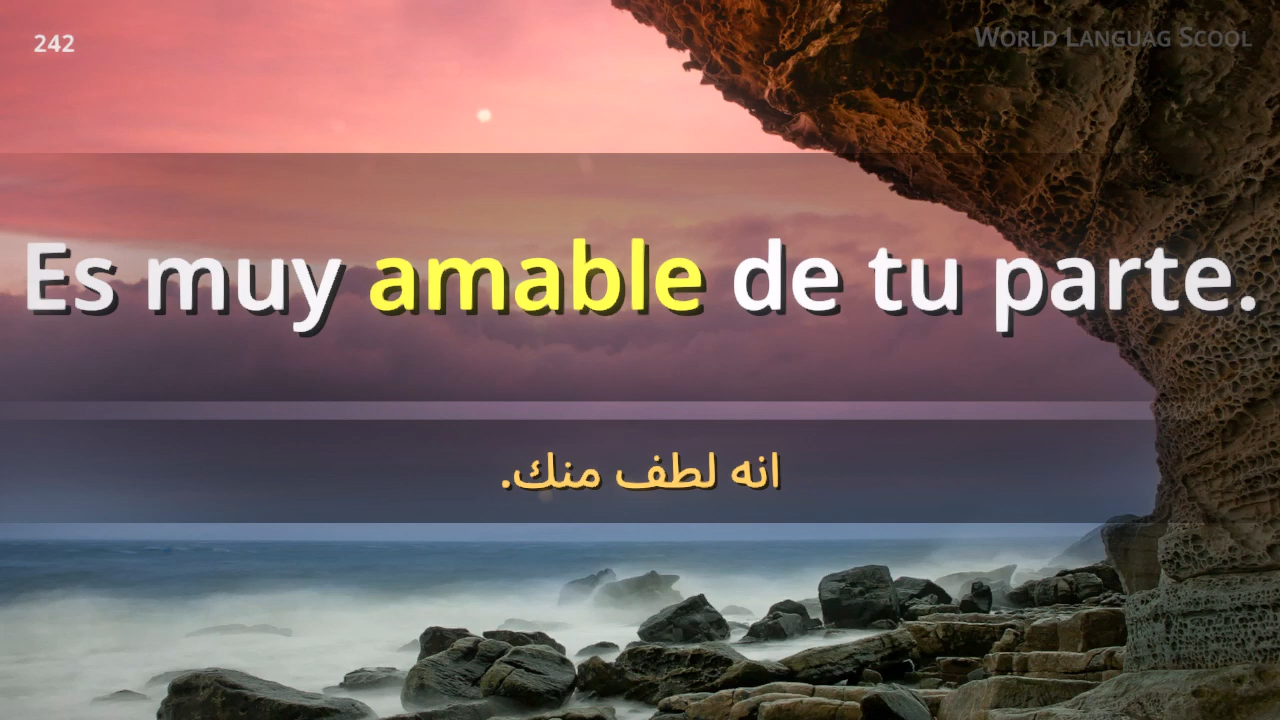 242
WORLD LANGUAG SCOOL
Es muy amable de tu parte.
انه لطف منك.